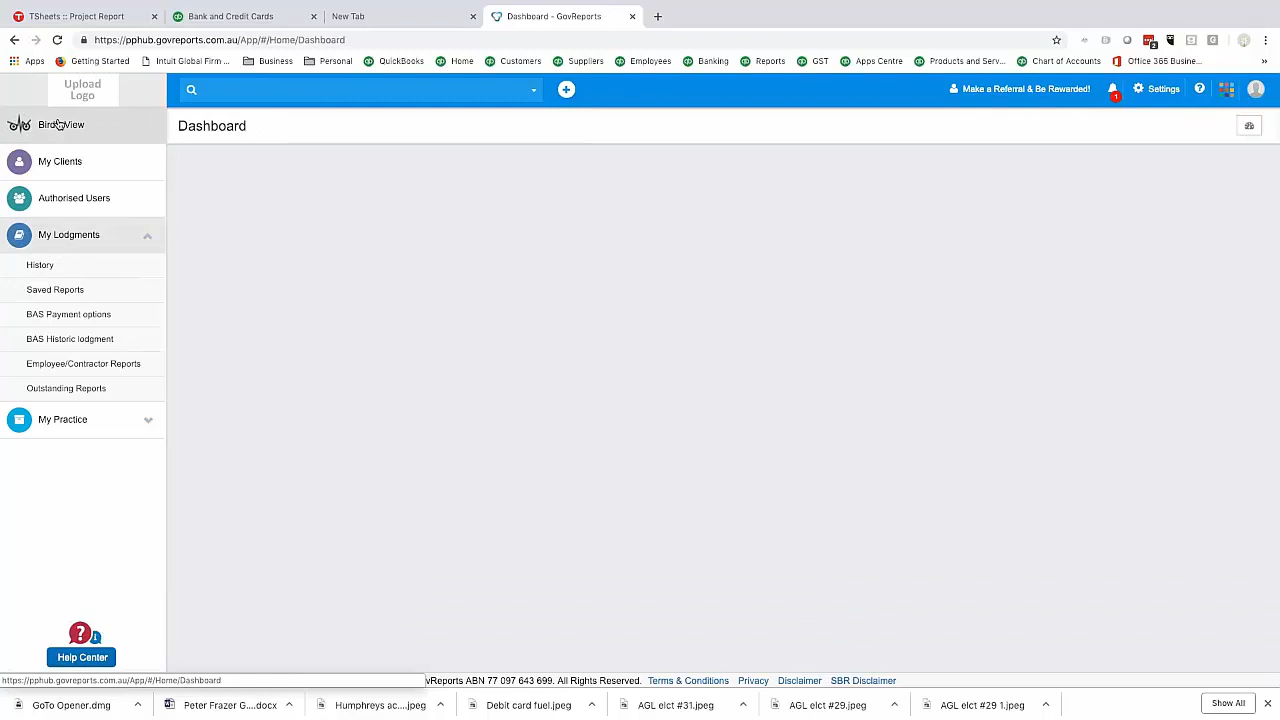 TSheets :: Project Report
Bank and Credit Cards
New Tab
Dashboard - GovReports
https://pphub.govreports.com.au/App/#/Home/Dashboard
Apps
Getting Started
Intuit Global Firm ...
Business
Personal
QuickBooks
Home
Customers
Suppliers
Employees
Banking
Reports
GST
Apps Centre
Products and Serv...
Chart of Accounts
Office 365 Busine...
»
Upload
Logo
Make a Referral & Be Rewarded!
1
Settings
Dashboard
My Clients
Authorised Users
My Lodgments
History
Saved Reports
BAS Payment options
BAS Historic lodgment
Employee/Contractor Reports
Outstanding Reports
My Practice
Help Center
https://pphub.govreports.com.au/App/#/Home/Dashboard
vReports ABN 77 097 643 699. All Rights Reserved.
Terms & Conditions
Privacy
Disclaimer
SBR Disclaimer
GoTo Opener.dmg
Peter Frazer G....docx
Humphreys ac....jpeg
Debit card fuel.jpeg
AGL elct #31.jpeg
AGL elct #29.jpeg
AGL elct #29 1.jpeg
Show All